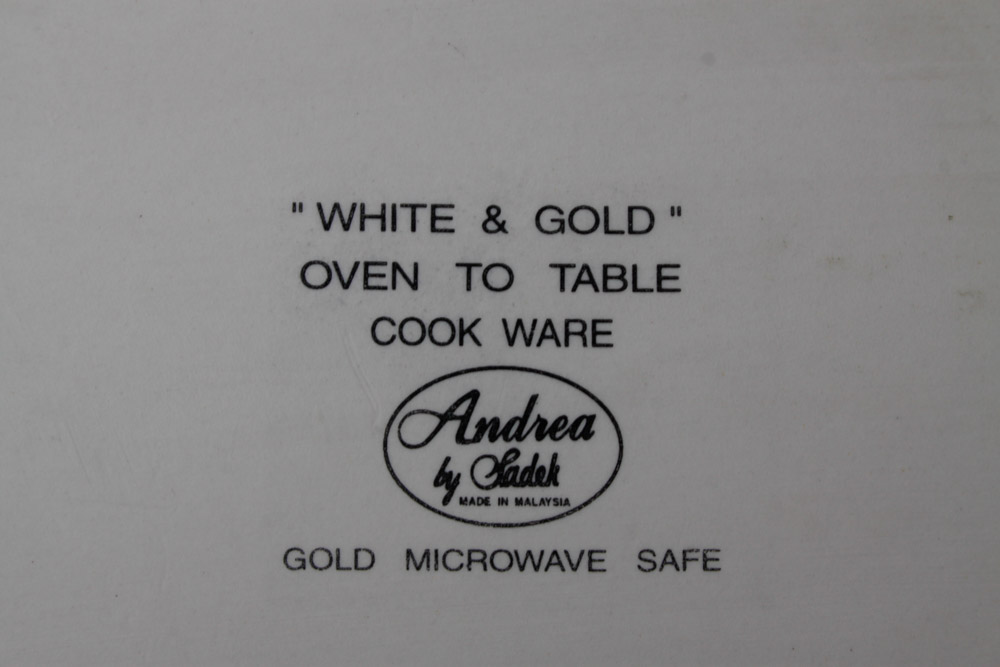 " WHITE & GOLD "
OVEN TO TABLE
COOK WARE
Andrea
by Sadek
MADE IN MALAYSIA
GOLD MICROWAVE SAFE